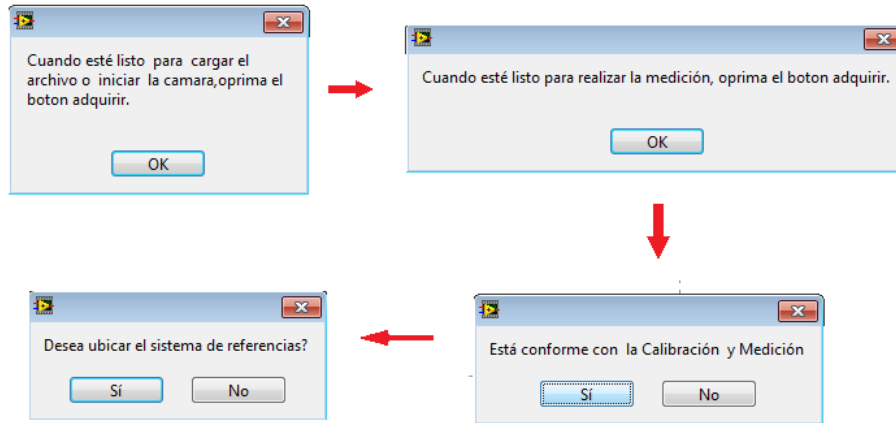 Cuando esté listo para cargar el
archivo o iniciar la camara,oprima el
boton adquirir.
OK
Cuando esté listo para realizar la medición, oprima el boton adquirir.
OK
Está conforme con la Calibración y Medición
Sí
No
Desea ubicar el sistema de referencias?
Sí
No